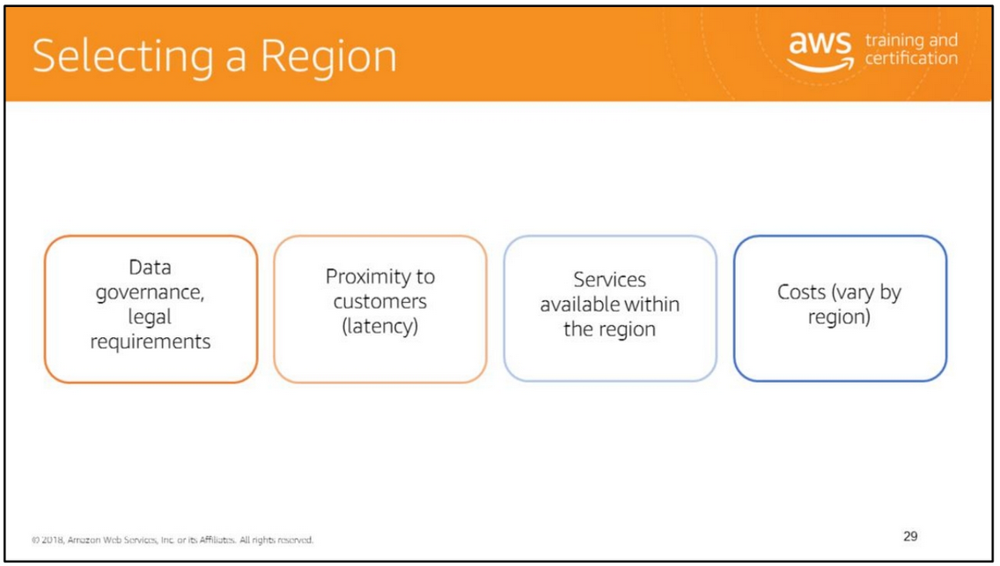 Selecting a Region
aws training and
certification
Data
governance,
legal
requirements
Proximity to
customers
(latency)
Services
available within
the region
Costs (vary by
region)
© 2018, Amazon Web Services, Inc. or its Affiliates. All rights reserved.
29